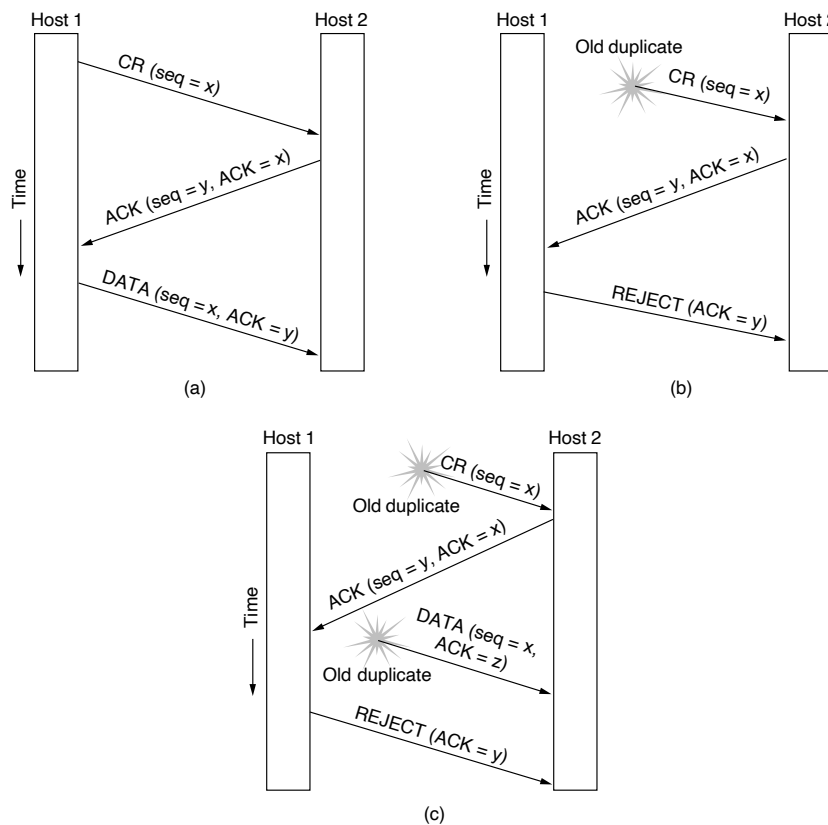 Host 1
Host 2
CR (seq = x)
ACK (seq = y, ACK = x)
DATA (seq = x, ACK = y)
Time
(a)
Host 1
Old duplicate
CR (seq = x)
ACK (seq = y, ACK = x)
REJECT (ACK = y)
Time
(b)
Host 1
Host 2
CR (seq = x)
Old duplicate
ACK (seq = y, ACK = x)
DATA (seq = x,
ACK = z)
Old duplicate
REJECT (ACK = y)
Time
(c)